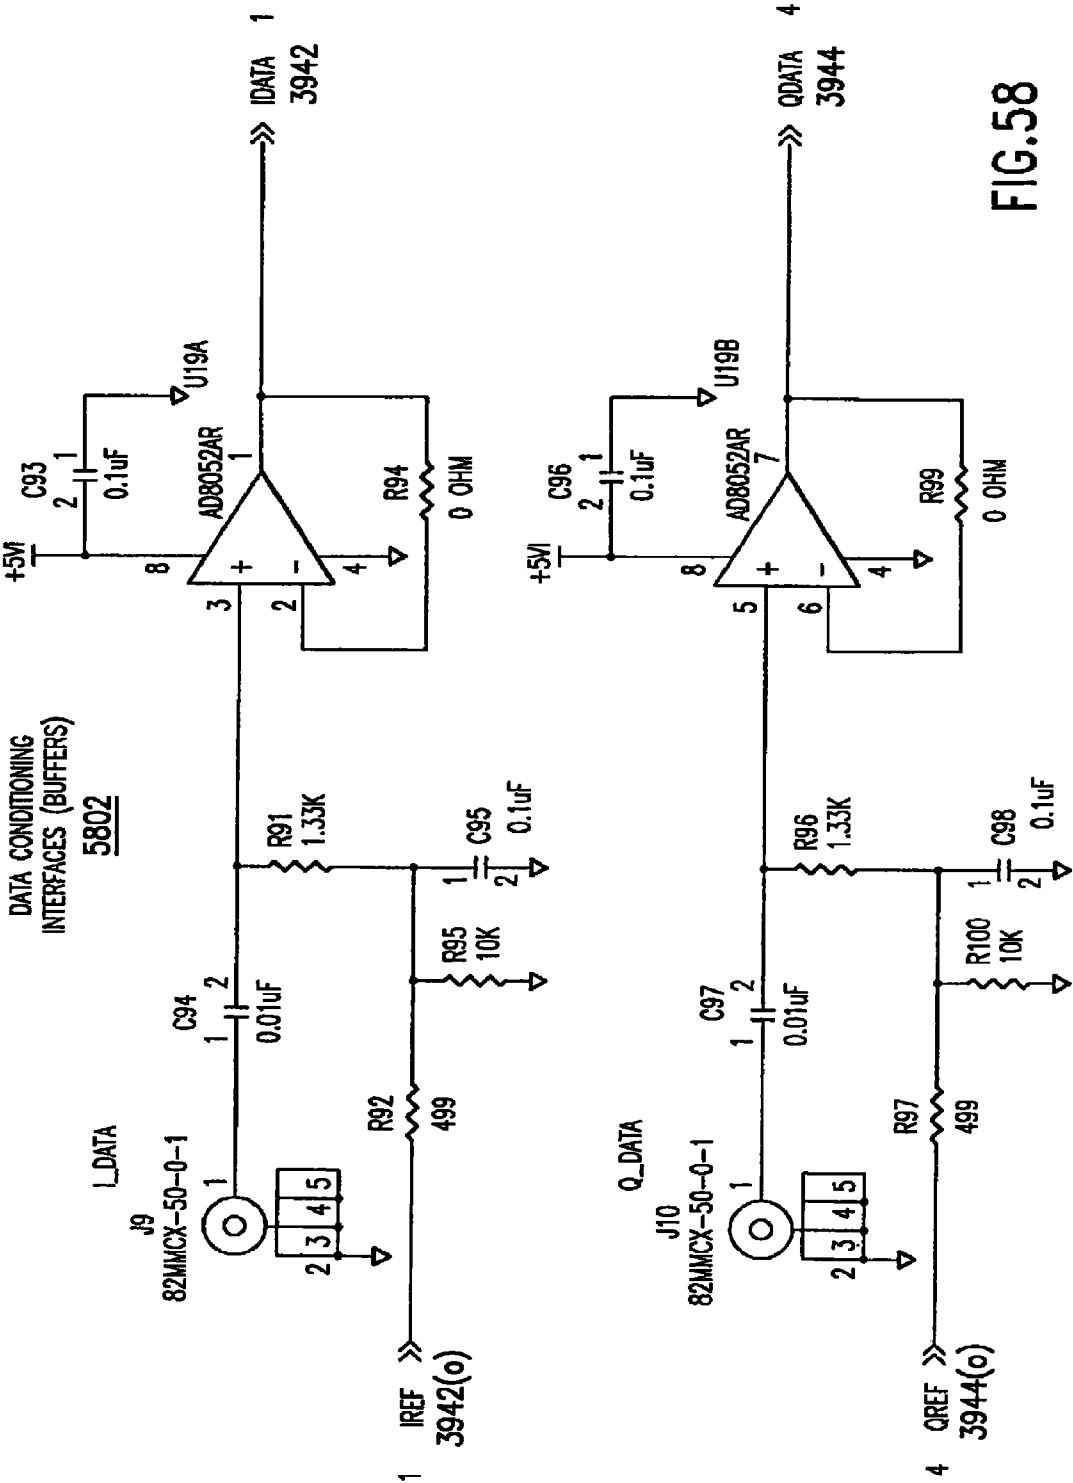 DATA CONDITIONING
INTERFACES (BUFFERS)
5802
+5VI
C93
2 1
0.1uF
U19A
AD8052AR
8
1
3
+
2
-
4
R94
0 OHM
IDATA 1
3942
I_DATA
J9
82MMCX-50-0-1
1
2 3 4 5
C94
1 2
0.01uF
R91
1.33K
R92
499
R95
10K
C95
1
2
0.1uF
1 IREF
3942(o)
+5VI
C96
2 1
0.1uF
U19B
AD8052AR
8
7
5
+
6
-
4
R99
0 OHM
QDATA 4
3944
Q_DATA
J10
82MMCX-50-0-1
1
2 3 4 5
C97
1 2
0.01uF
R96
1.33K
R97
499
R100
10K
C98
1
2
0.1uF
4 QREF
3944(o)
FIG.58